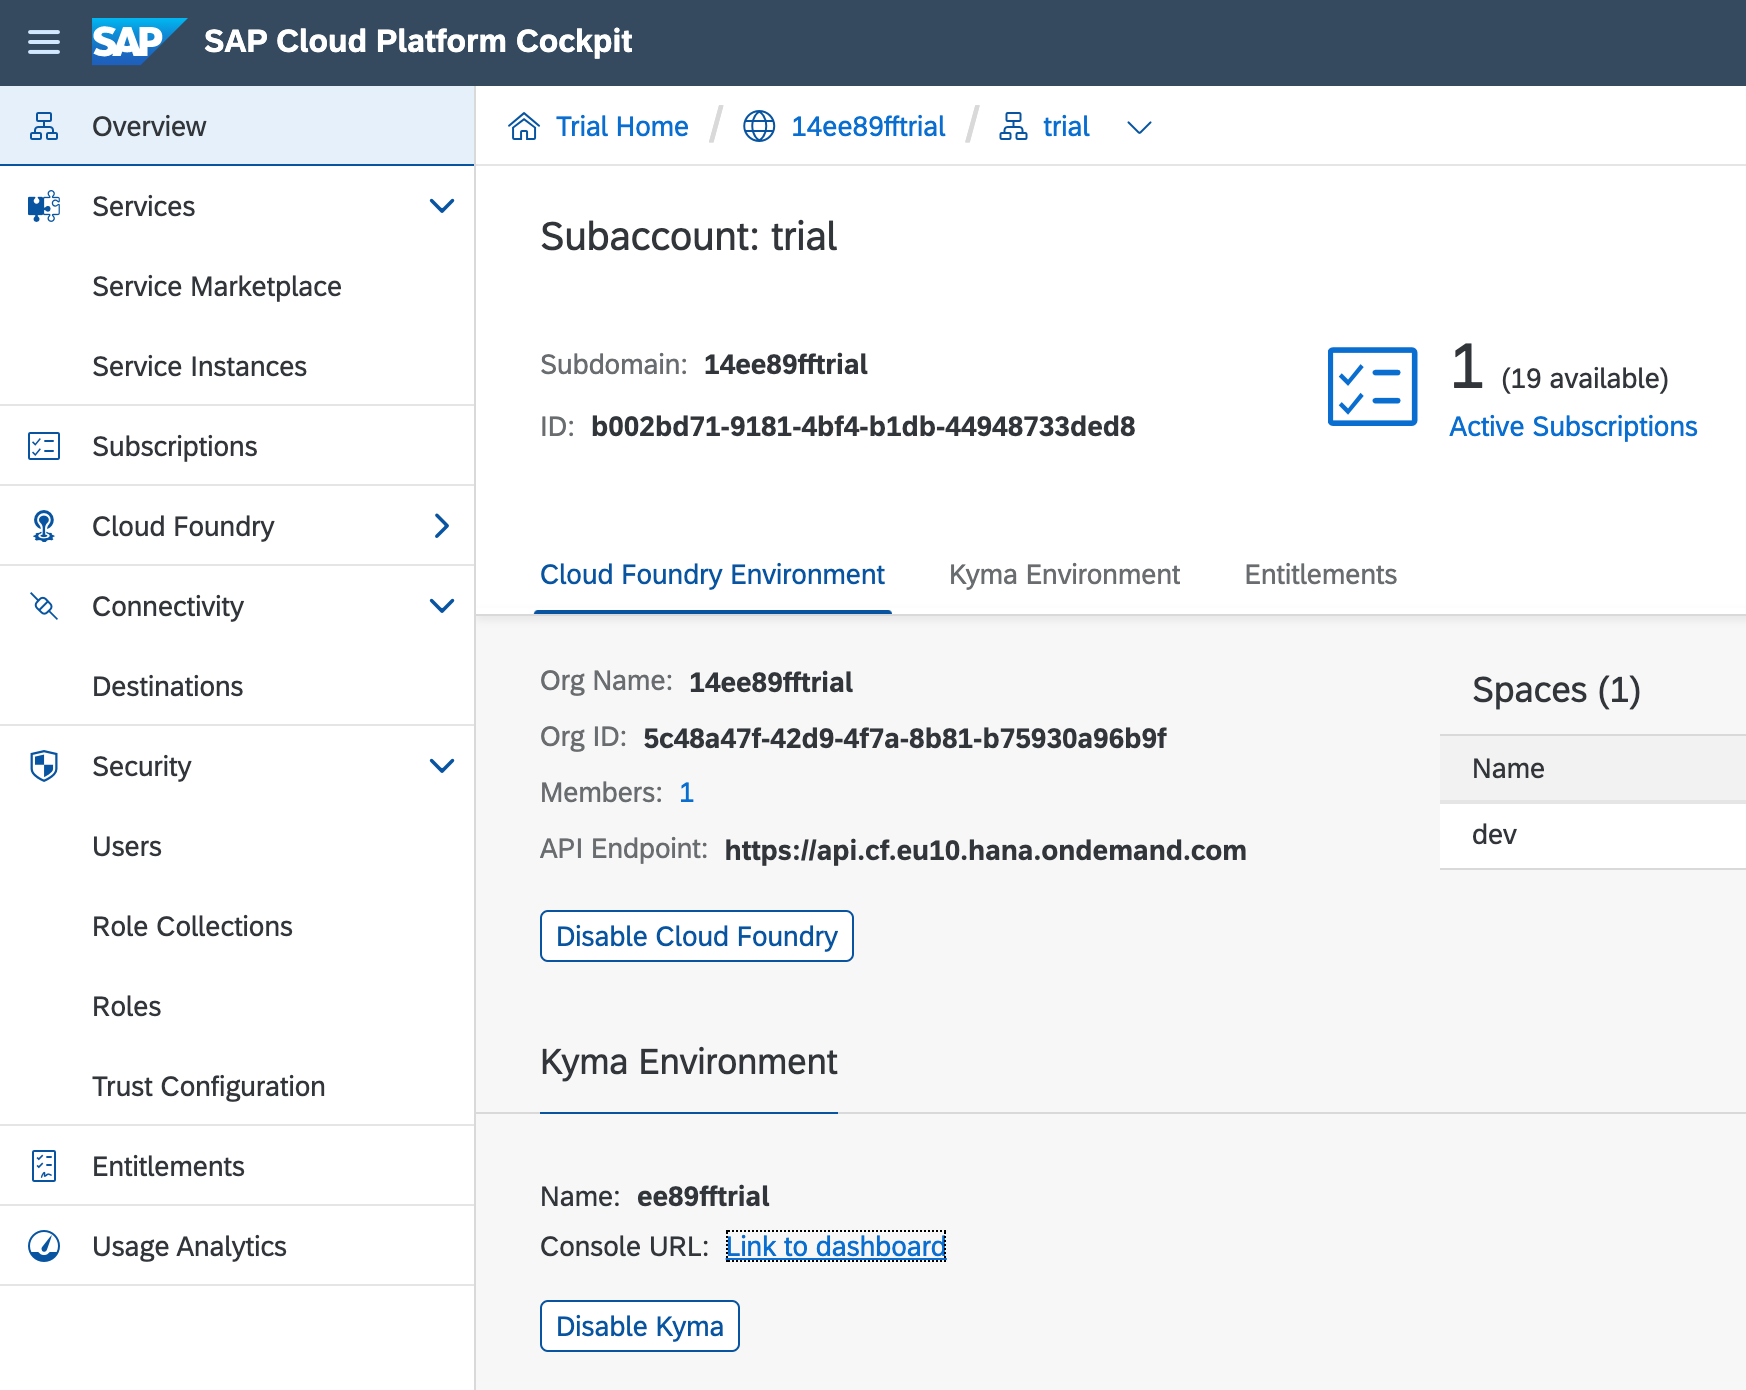 SAP SAP Cloud Platform Cockpit
Overview
Services
Service Marketplace
Service Instances
Subscriptions
Cloud Foundry
Connectivity
Destinations
Security
Users
Role Collections
Roles
Trust Configuration
Entitlements
Usage Analytics
Trial Home / 14ee89fftrial / trial
Subaccount: trial
Subdomain: 14ee89fftrial
ID: b002bd71-9181-4bf4-b1db-44948733ded8
1 (19 available)
Active Subscriptions
Cloud Foundry Environment Kyma Environment Entitlements
Org Name: 14ee89fftrial
Org ID: 5c48a47f-42d9-4f7a-8b81-b75930a96b9f
Members: 1
API Endpoint: https://api.cf.eu10.hana.ondemand.com
Disable Cloud Foundry
Spaces (1)
Name
dev
Kyma Environment
Name: ee89fftrial
Console URL: Link to dashboard
Disable Kyma